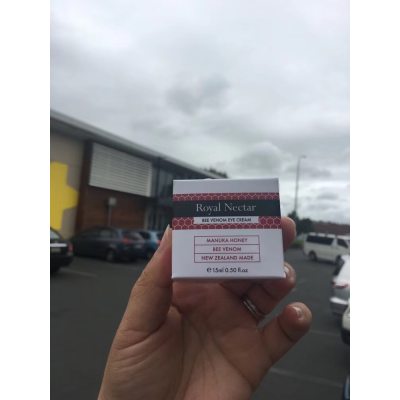 Royal Nectar
BEE VENOM EYE CREAM
MANUKA HONEY
BEE VENOM
NEW ZEALAND MADE
℮ 15ml 0.50 fl.oz